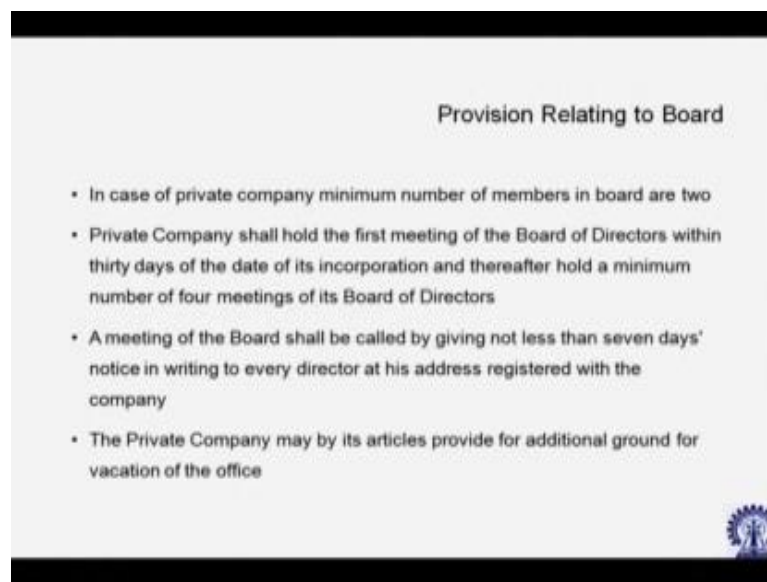 Provision Relating to Board
• In case of private company minimum number of members in board are two
• Private Company shall hold the first meeting of the Board of Directors within
thirty days of the date of its incorporation and thereafter hold a minimum
number of four meetings of its Board of Directors
• A meeting of the Board shall be called by giving not less than seven days'
notice in writing to every director at his address registered with the
company
• The Private Company may by its articles provide for additional ground for
vacation of the office